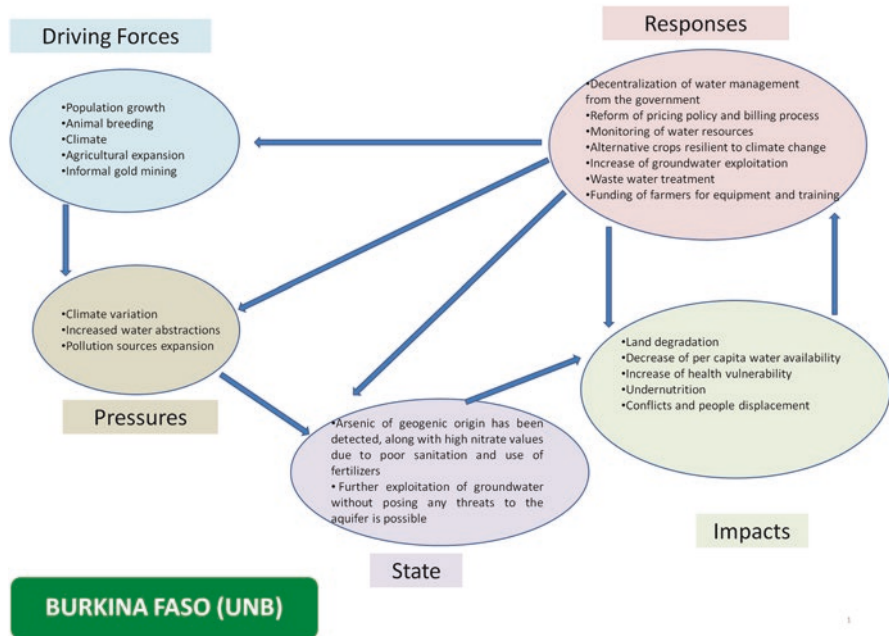 Driving Forces
•Population growth
•Animal breeding
•Climate
•Agricultural expansion
•Informal gold mining
Responses
•Decentralization of water management
from the government
•Reform of pricing policy and billing process
•Monitoring of water resources
•Alternative crops resilient to climate change
•Increase of groundwater exploitation
•Waste water treatment
•Funding of farmers for equipment and training
•Climate variation
•Increased water abstractions
•Pollution sources expansion
Pressures
•Arsenic of geogenic origin has been
detected, along with high nitrate values
due to poor sanitation and use of
fertilizers
• Further exploitation of groundwater
without posing any threats to the
aquifer is possible
State
•Land degradation
•Decrease of per capita water availability
•Increase of health vulnerability
•Undernutrition
•Conflicts and people displacement
Impacts
BURKINA FASO (UNB)
1